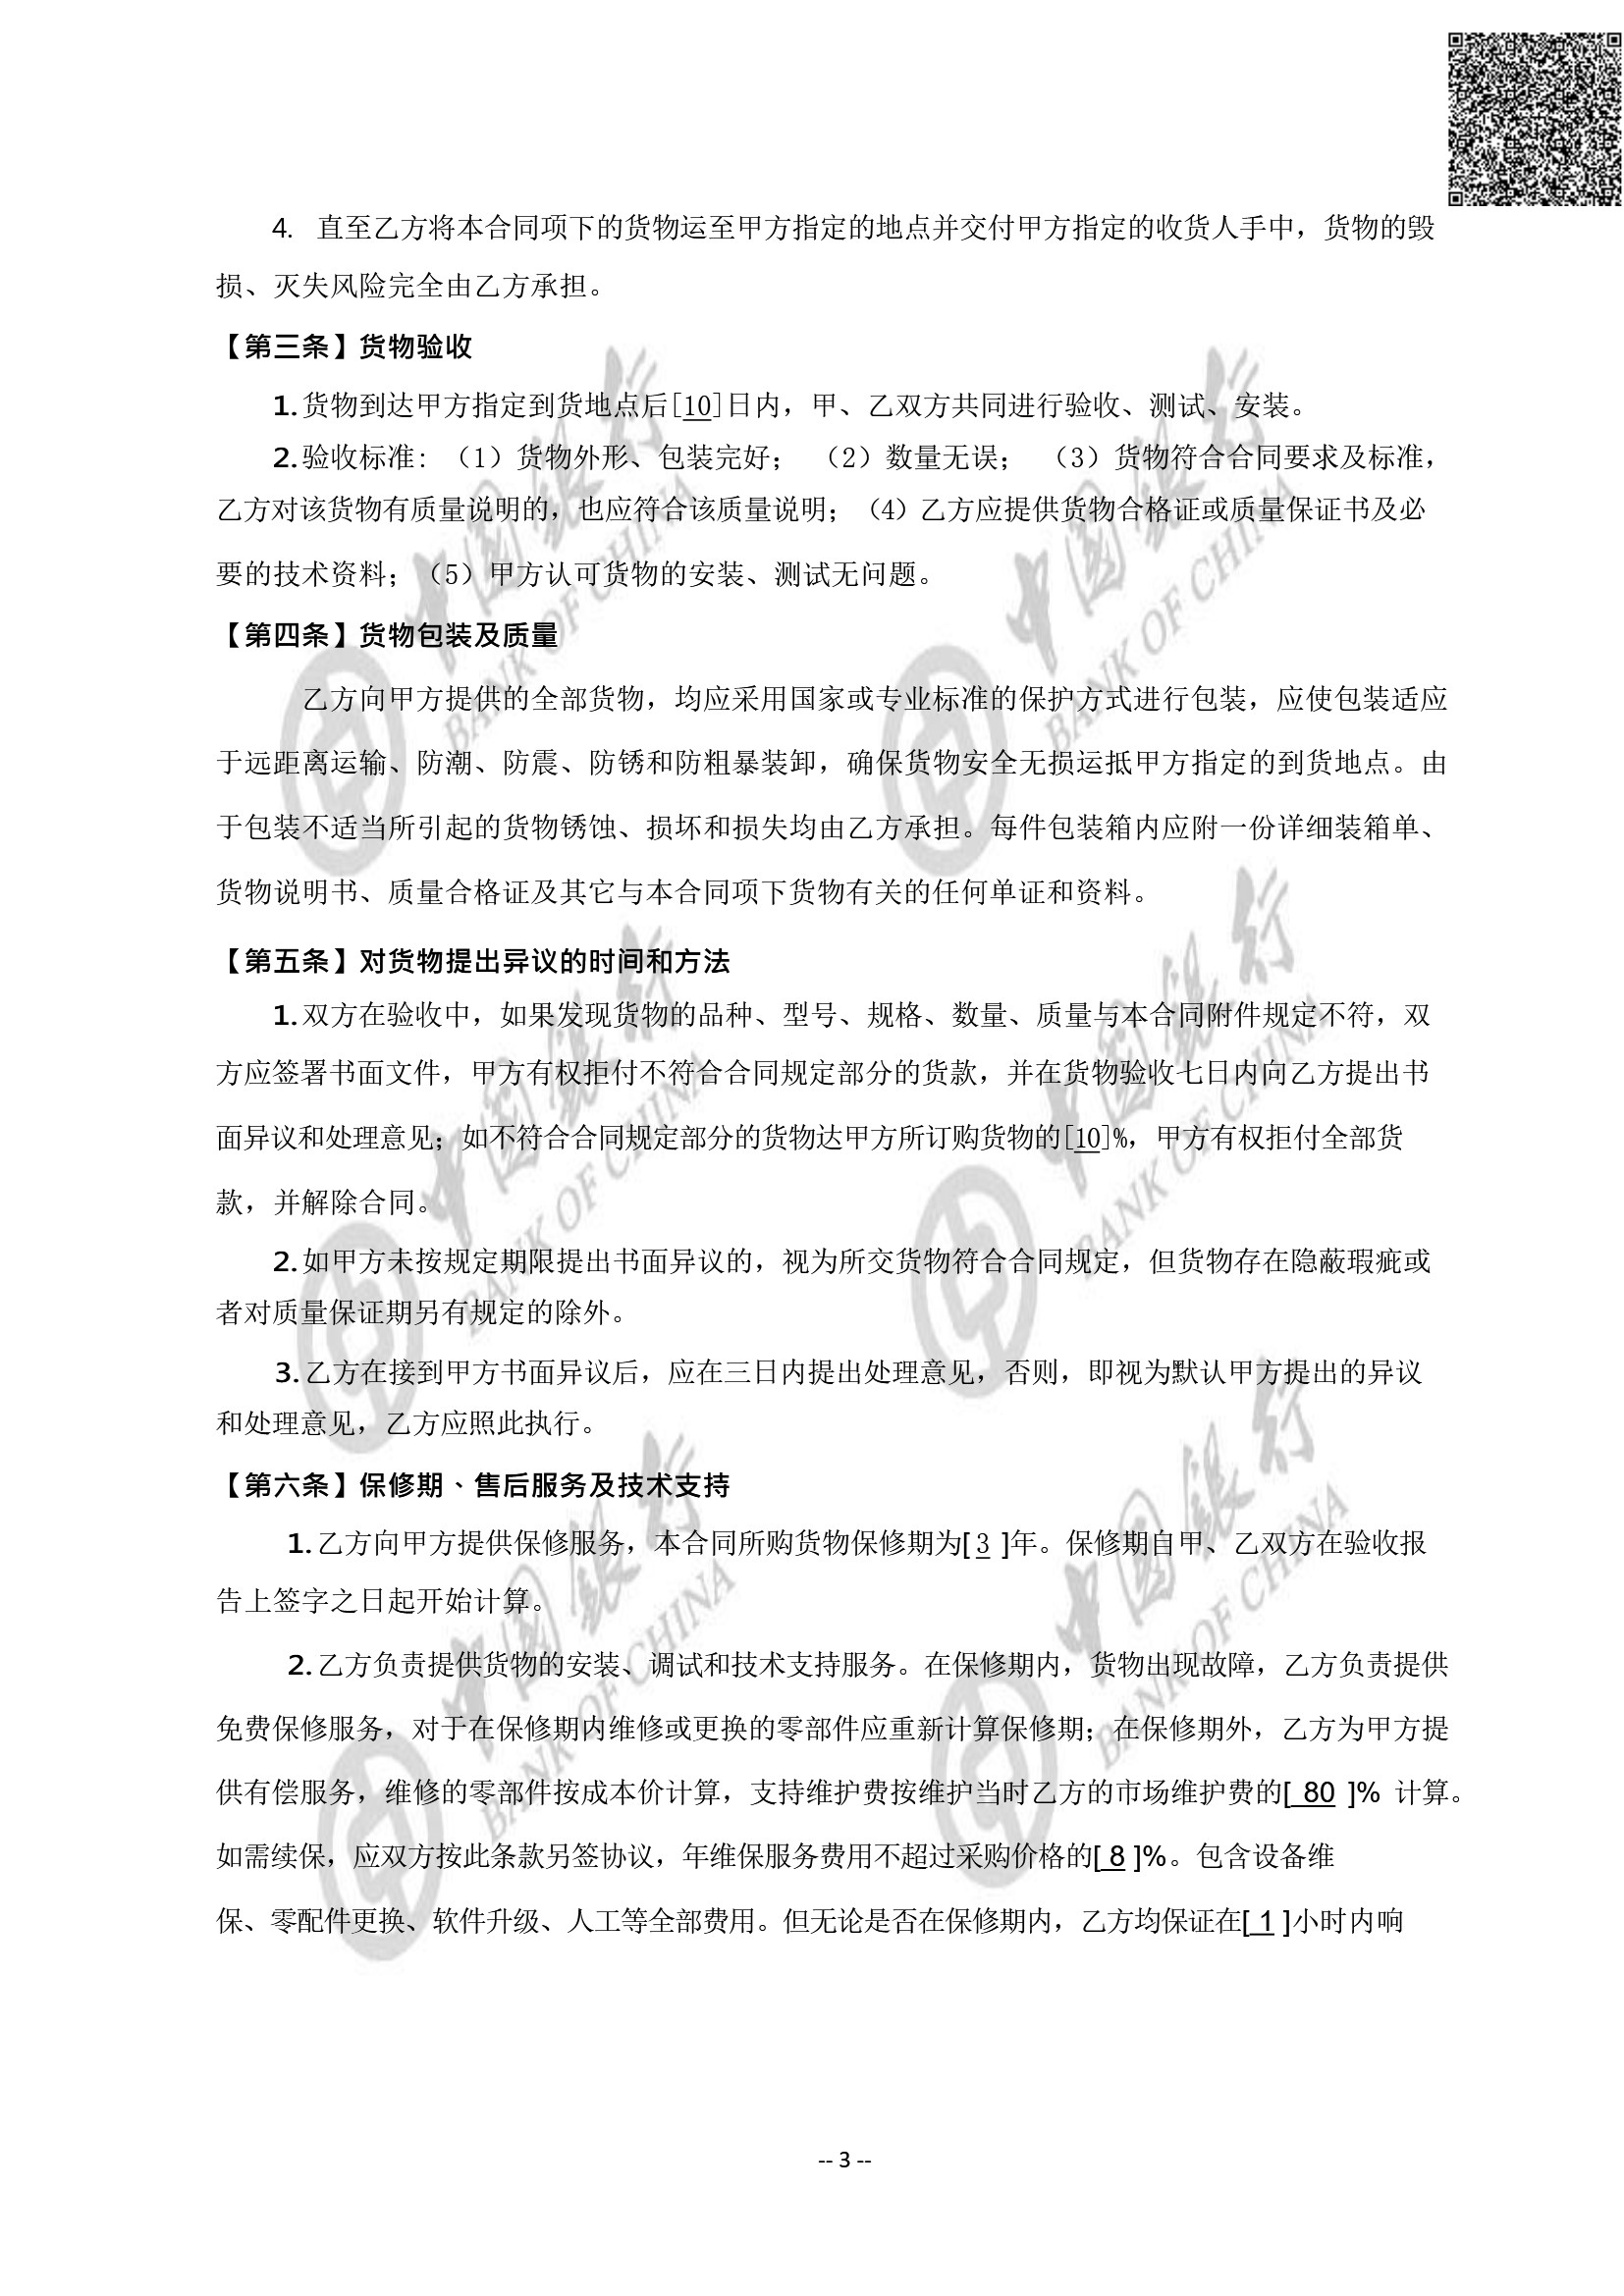 4. 直至乙方将本合同项下的货物运至甲方指定的地点并交付甲方指定的收货人手中，货物的毁
损、灭失风险完全由乙方承担。
【第三条】货物验收
1.货物到达甲方指定到货地点后[10]日内，甲、乙双方共同进行验收、测试、安装。
2.验收标准：（1）货物外形、包装完好；（2）数量无误；（3）货物符合合同要求及标准，
乙方对该货物有质量说明的，也应符合该质量说明；（4）乙方应提供货物合格证或质量保证书及必
要的技术资料；（5）甲方认可货物的安装、测试无问题。
【第四条】货物包装及质量
乙方向甲方提供的全部货物，均应采用国家或专业标准的保护方式进行包装，应使包装适应
于远距离运输、防潮、防震、防锈和防粗暴装卸，确保货物安全无损运抵甲方指定的到货地点。由
于包装不适当所引起的货物锈蚀、损坏和损失均由乙方承担。每件包装箱内应附一份详细装箱单、
货物说明书、质量合格证及其它与本合同项下货物有关的任何单证和资料。
【第五条】对货物提出异议的时间和方法
1.双方在验收中，如果发现货物的品种、型号、规格、数量、质量与本合同附件规定不符，双
方应签署书面文件，甲方有权拒付不符合合同规定部分的货款，并在货物验收七日内向乙方提出书
面异议和处理意见；如不符合合同规定部分的货物达甲方所订购货物的[10]%，甲方有权拒付全部货
款，并解除合同。
2.如甲方未按规定期限提出书面异议的，视为所交货物符合合同规定，但货物存在隐蔽瑕疵或
者对质量保证期另有规定的除外。
3.乙方在接到甲方书面异议后，应在三日内提出处理意见，否则，即视为默认甲方提出的异议
和处理意见，乙方应照此执行。
【第六条】保修期、售后服务及技术支持
1.乙方向甲方提供保修服务，本合同所购货物保修期为[ 3 ]年。保修期自甲、乙双方在验收报
告上签字之日起开始计算。
2.乙方负责提供货物的安装、调试和技术支持服务。在保修期内，货物出现故障，乙方负责提供
免费保修服务，对于在保修期内维修或更换的零部件应重新计算保修期；在保修期外，乙方为甲方提
供有偿服务，维修的零部件按成本价计算，支持维护费按维护当时乙方的市场维护费的[ 80 ]% 计算。
如需续保，应双方按此条款另签协议，年维保服务费用不超过采购价格的[ 8 ]%。包含设备维
保、零配件更换、软件升级、人工等全部费用。但无论是否在保修期内，乙方均保证在[ 1 ]小时内响
-- 3 --
中国银行
BANK OF CHINA
中国银行
BANK OF CHINA
中国银行
BANK OF CHINA
中国银行
BANK OF CHINA
中国银行
BANK OF CHINA
中国银行
BANK OF CHINA